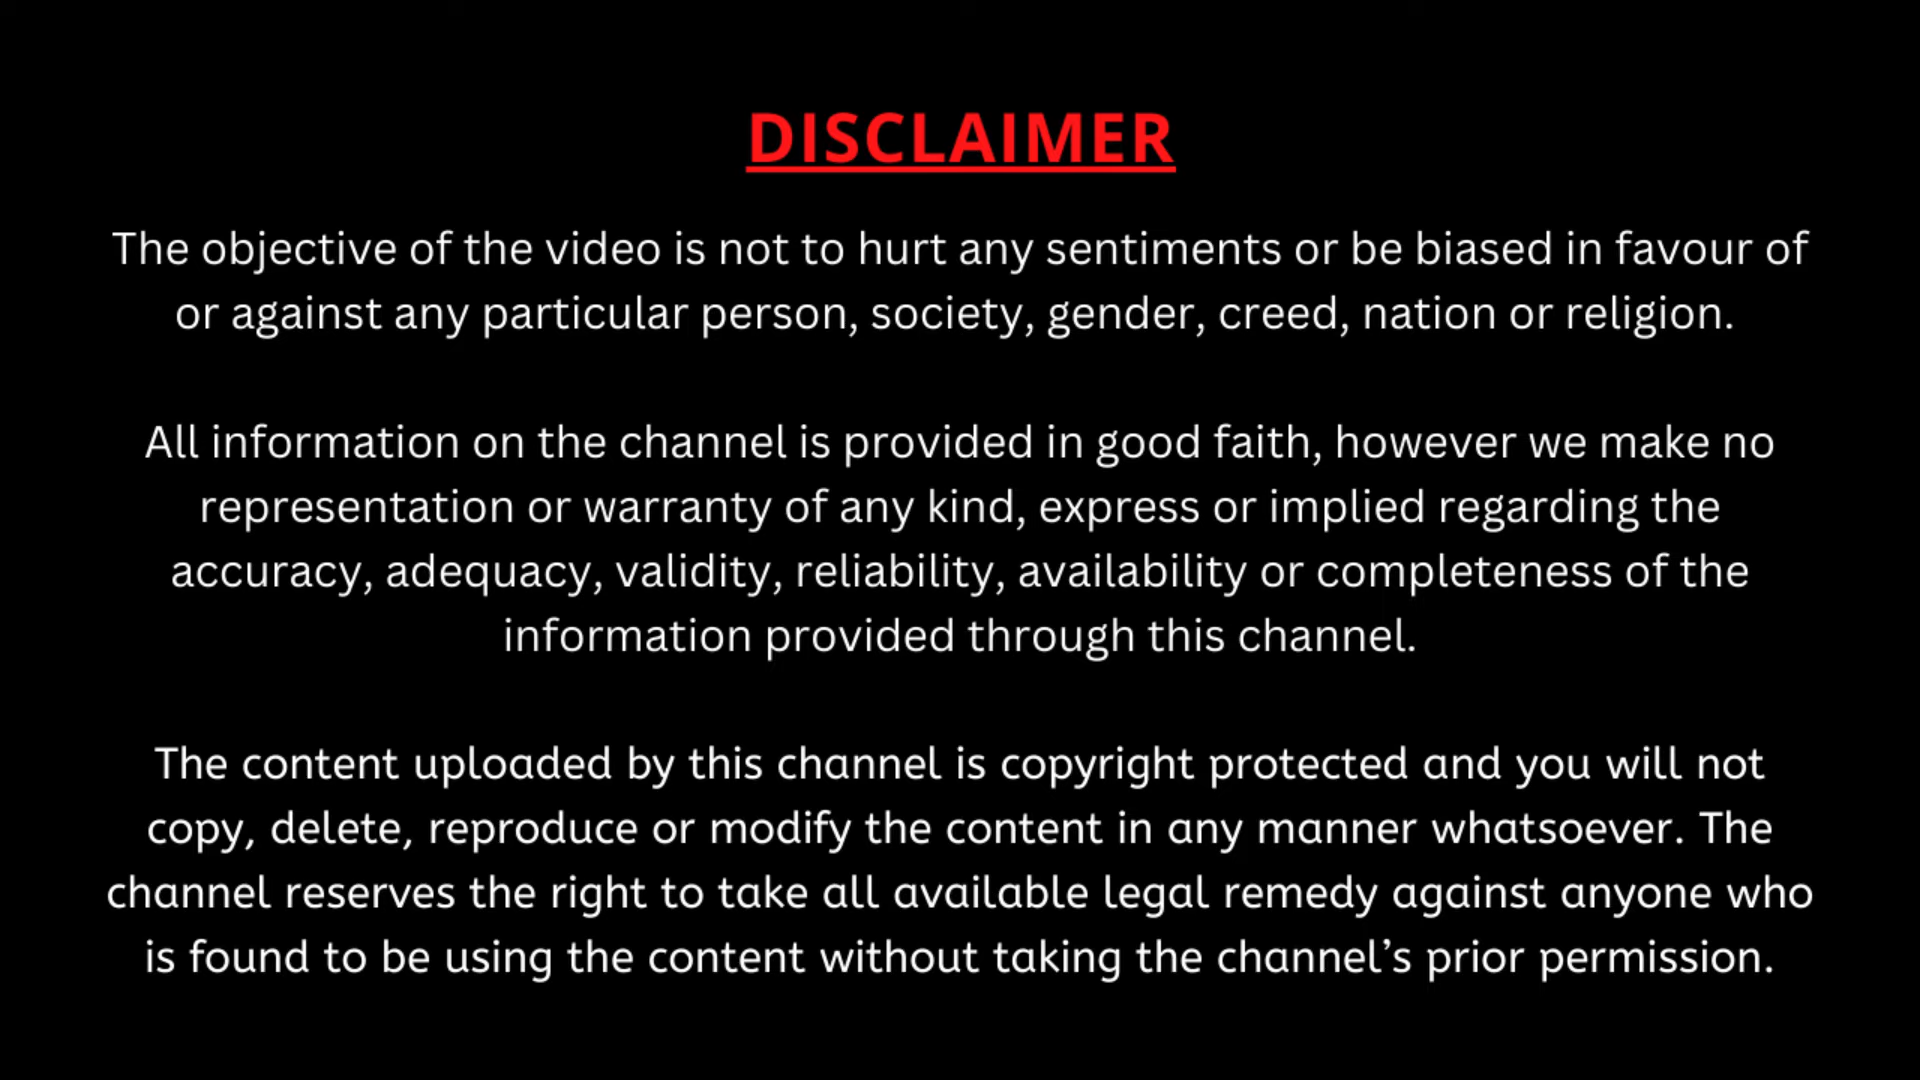 DISCLAIMER
The objective of the video is not to hurt any sentiments or be biased in favour of
or against any particular person, society, gender, creed, nation or religion.
All information on the channel is provided in good faith, however we make no
representation or warranty of any kind, express or implied regarding the
accuracy, adequacy, validity, reliability, availability or completeness of the
information provided through this channel.
The content uploaded by this channel is copyright protected and you will not
copy, delete, reproduce or modify the content in any manner whatsoever. The
channel reserves the right to take all available legal remedy against anyone who
is found to be using the content without taking the channel’s prior permission.